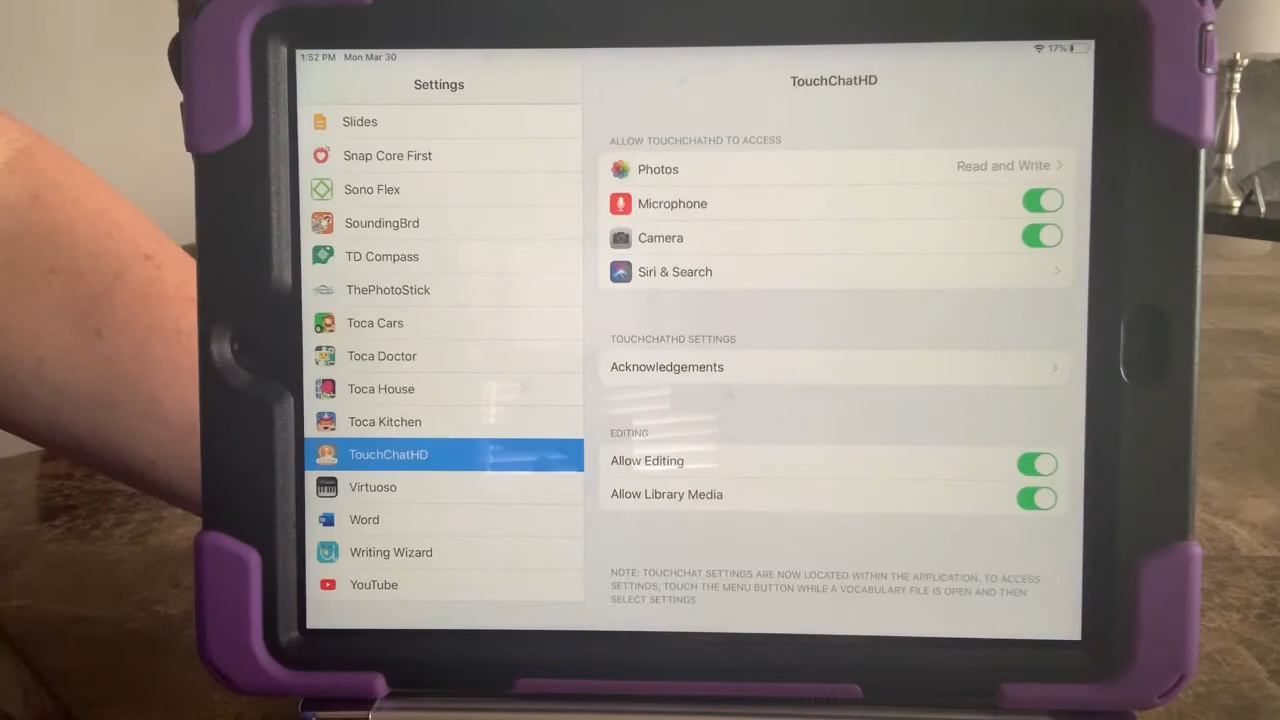 1:52 PM Mon Mar 30
17%
Settings
Slides
Snap Core First
Sono Flex
SoundingBrd
TD Compass
ThePhotoStick
Toca Cars
Toca Doctor
Toca House
Toca Kitchen
TouchChatHD
Virtuoso
Word
Writing Wizard
YouTube
TouchChatHD
ALLOW TOUCHCHATHD TO ACCESS
Photos Read and Write
Microphone
Camera
Siri & Search
TOUCHCHATHD SETTINGS
Acknowledgements
EDITING
Allow Editing
Allow Library Media
NOTE: TOUCHCHAT SETTINGS ARE NOW LOCATED WITHIN THE APPLICATION. TO ACCESS
SETTINGS, TOUCH THE MENU BUTTON WHILE A VOCABULARY FILE IS OPEN AND THEN
SELECT SETTINGS.